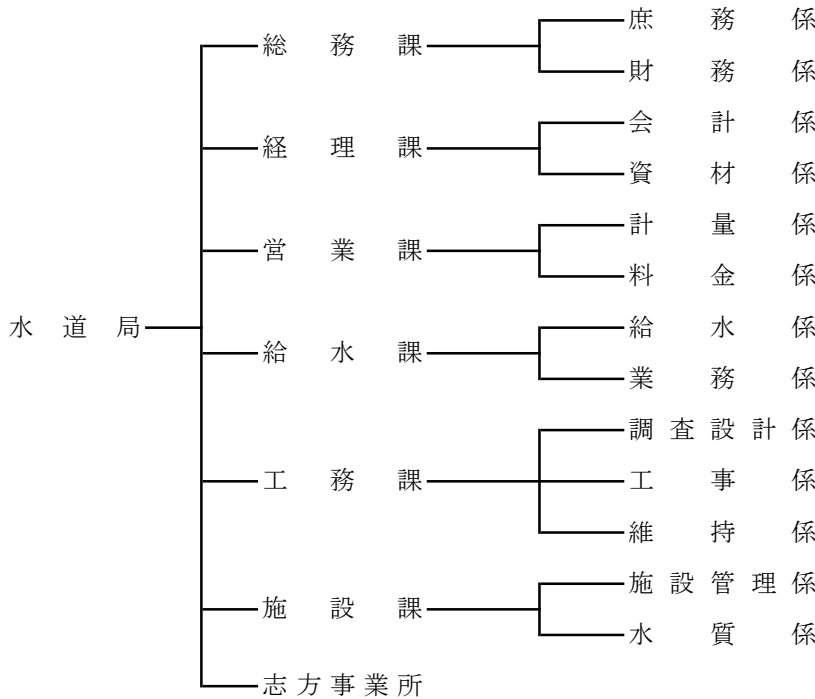 水道局
総務課
庶務係
財務係
経理課
会計係
資材係
営業課
計量係
料金係
給水課
給水係
業務係
工務課
調査設計係
工事係
維持係
施設課
施設管理係
水質係
志方事業所